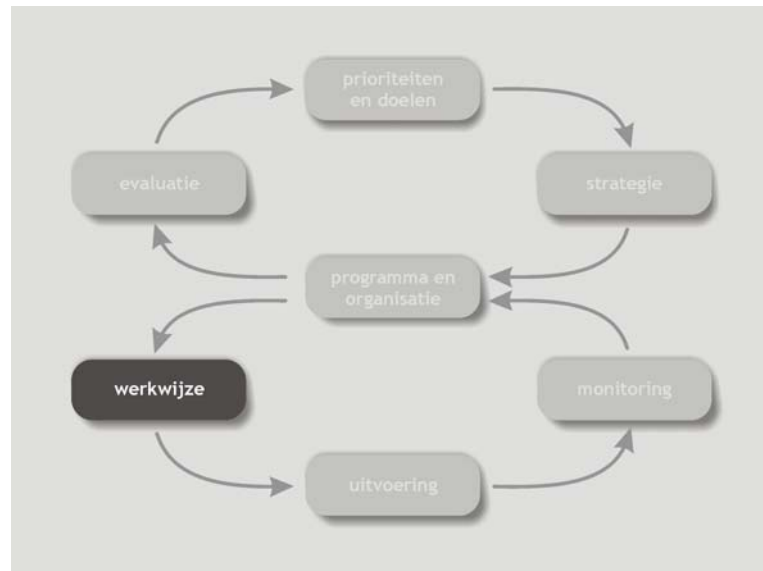 prioriteiten
en doelen
evaluatie
strategie
programma en
organisatie
werkwijze
monitoring
uitvoering